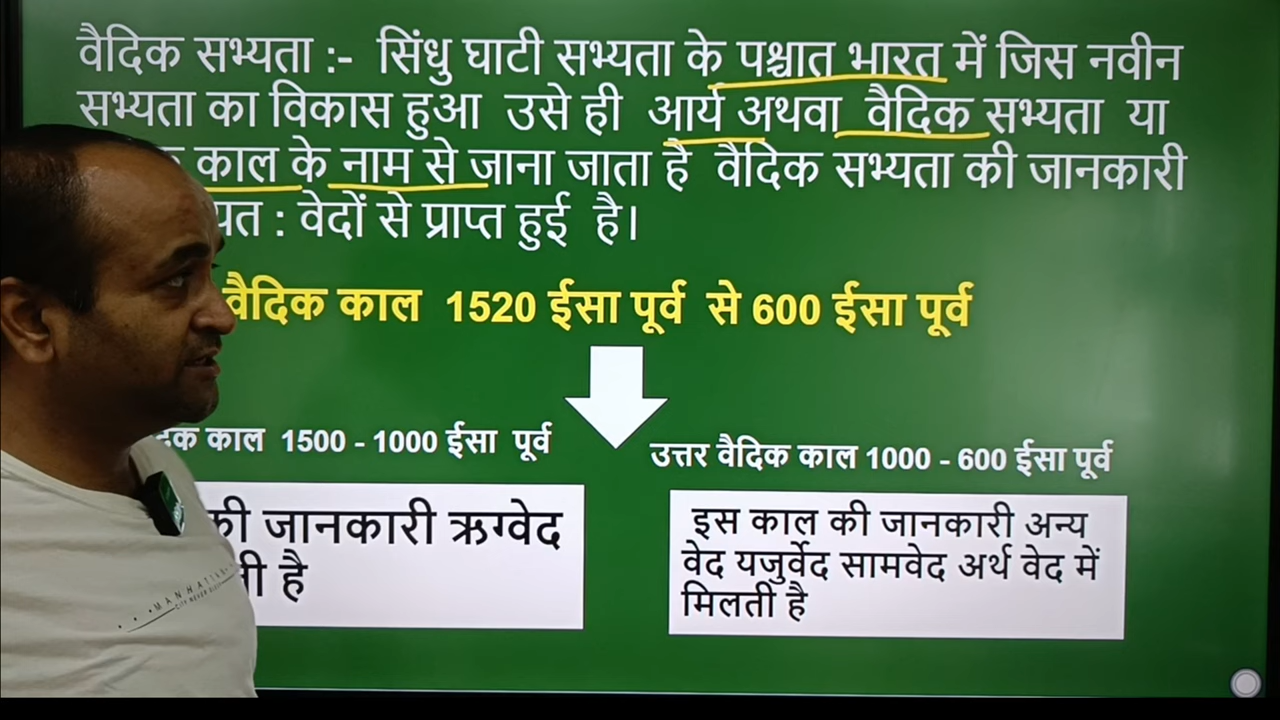 वैदिक सभ्यता :- सिंधु घाटी सभ्यता के पश्चात भारत में जिस नवीन
सभ्यता का विकास हुआ उसे ही आर्य अथवा वैदिक सभ्यता या
काल के नाम से जाना जाता है वैदिक सभ्यता की जानकारी
: वेदों से प्राप्त हुई है।
वैदिक काल 1520 ईसा पूर्व से 600 ईसा पूर्व
काल 1500 - 1000 ईसा पूर्व
उत्तर वैदिक काल 1000 - 600 ईसा पूर्व
की जानकारी ऋग्वेद
है
इस काल की जानकारी अन्य
वेद यजुर्वेद सामवेद अर्थ वेद में
मिलती है
MANHATTAN